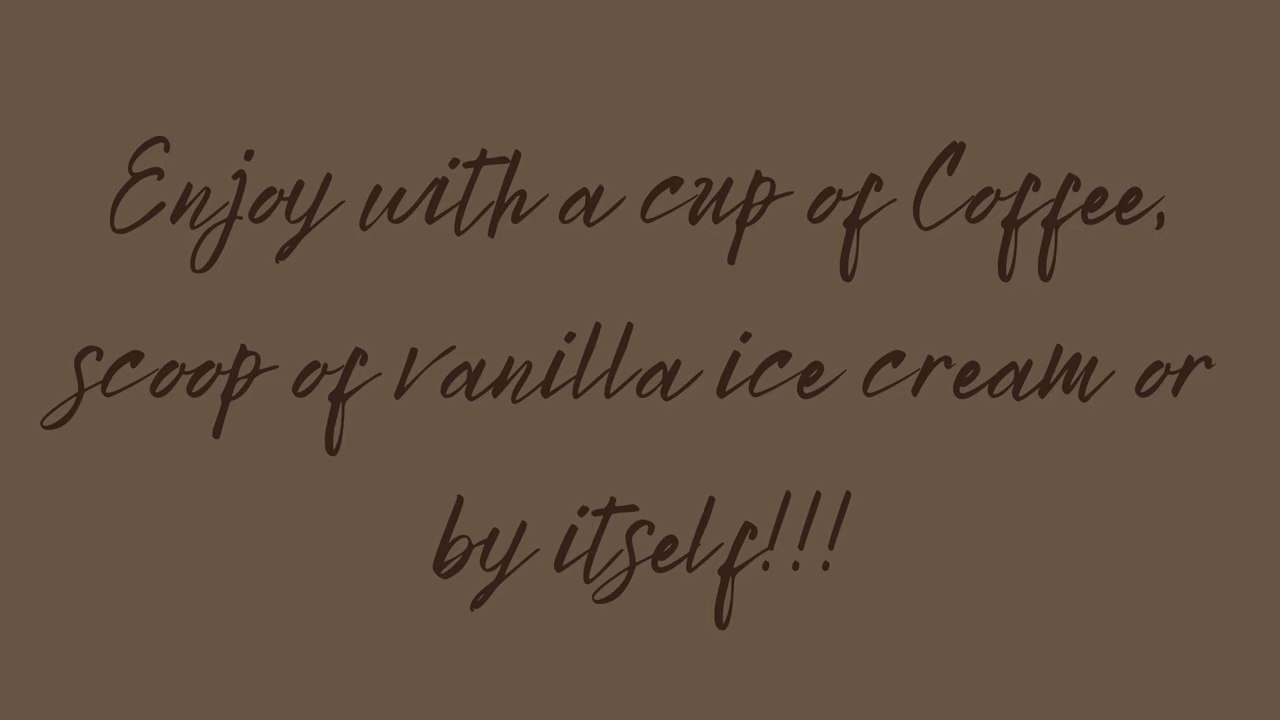 Enjoy with a cup of Coffee,
scoop of vanilla ice cream or
by itself!!!